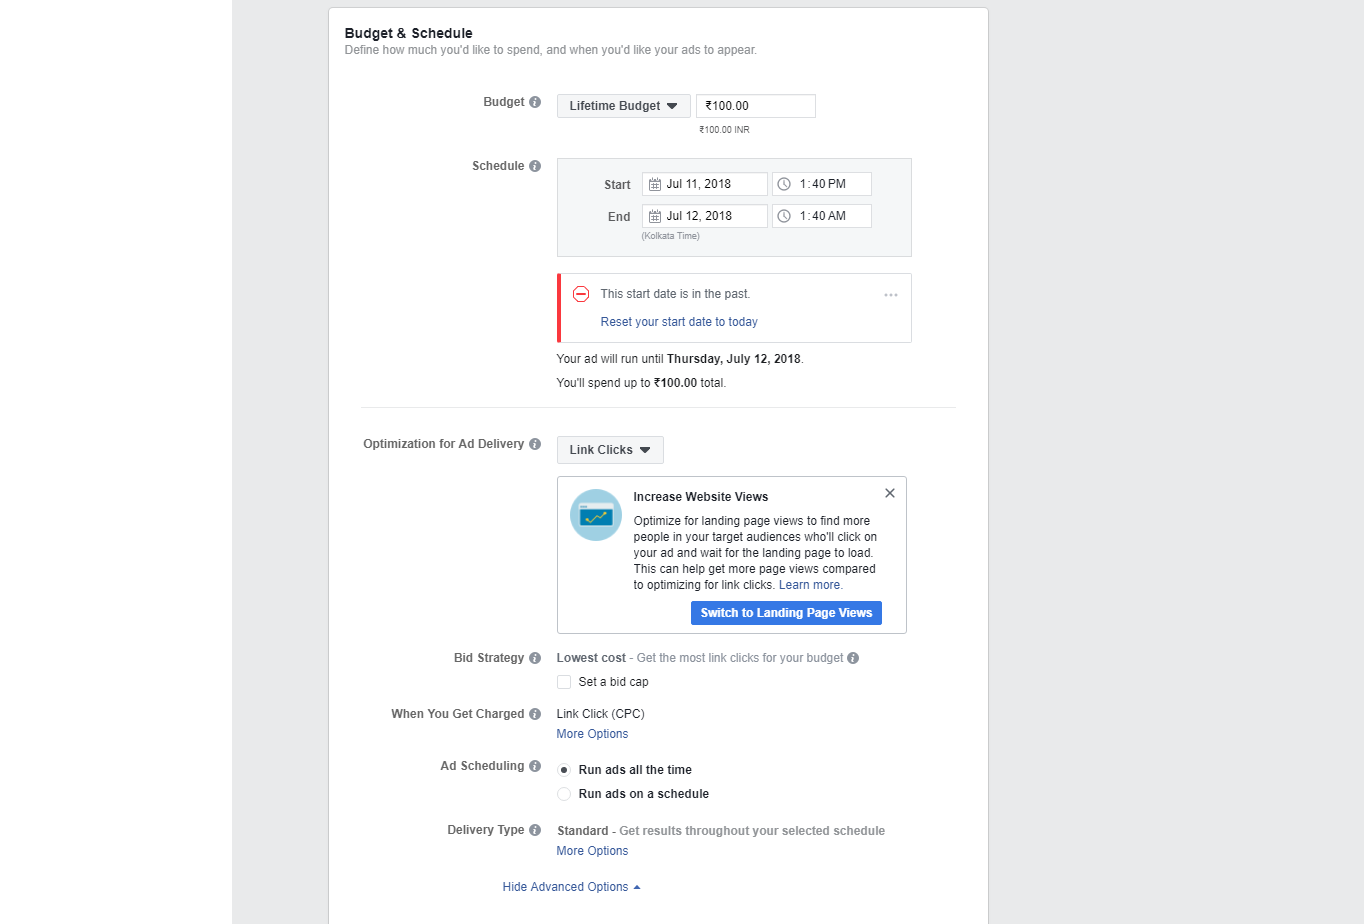 Budget & Schedule
Define how much you'd like to spend, and when you'd like your ads to appear.
Budget
Lifetime Budget
₹100.00
₹100.00 INR
Schedule
Start
Jul 11, 2018
1:40 PM
End
Jul 12, 2018
1:40 AM
(Kolkata Time)
This start date is in the past.
Reset your start date to today
Your ad will run until Thursday, July 12, 2018.
You'll spend up to ₹100.00 total.
Optimization for Ad Delivery
Link Clicks
Increase Website Views
Optimize for landing page views to find more
people in your target audiences who'll click on
your ad and wait for the landing page to load.
This can help get more page views compared
to optimizing for link clicks. Learn more.
Switch to Landing Page Views
Bid Strategy
Lowest cost - Get the most link clicks for your budget
Set a bid cap
When You Get Charged
Link Click (CPC)
More Options
Ad Scheduling
Run ads all the time
Run ads on a schedule
Delivery Type
Standard - Get results throughout your selected schedule
More Options
Hide Advanced Options